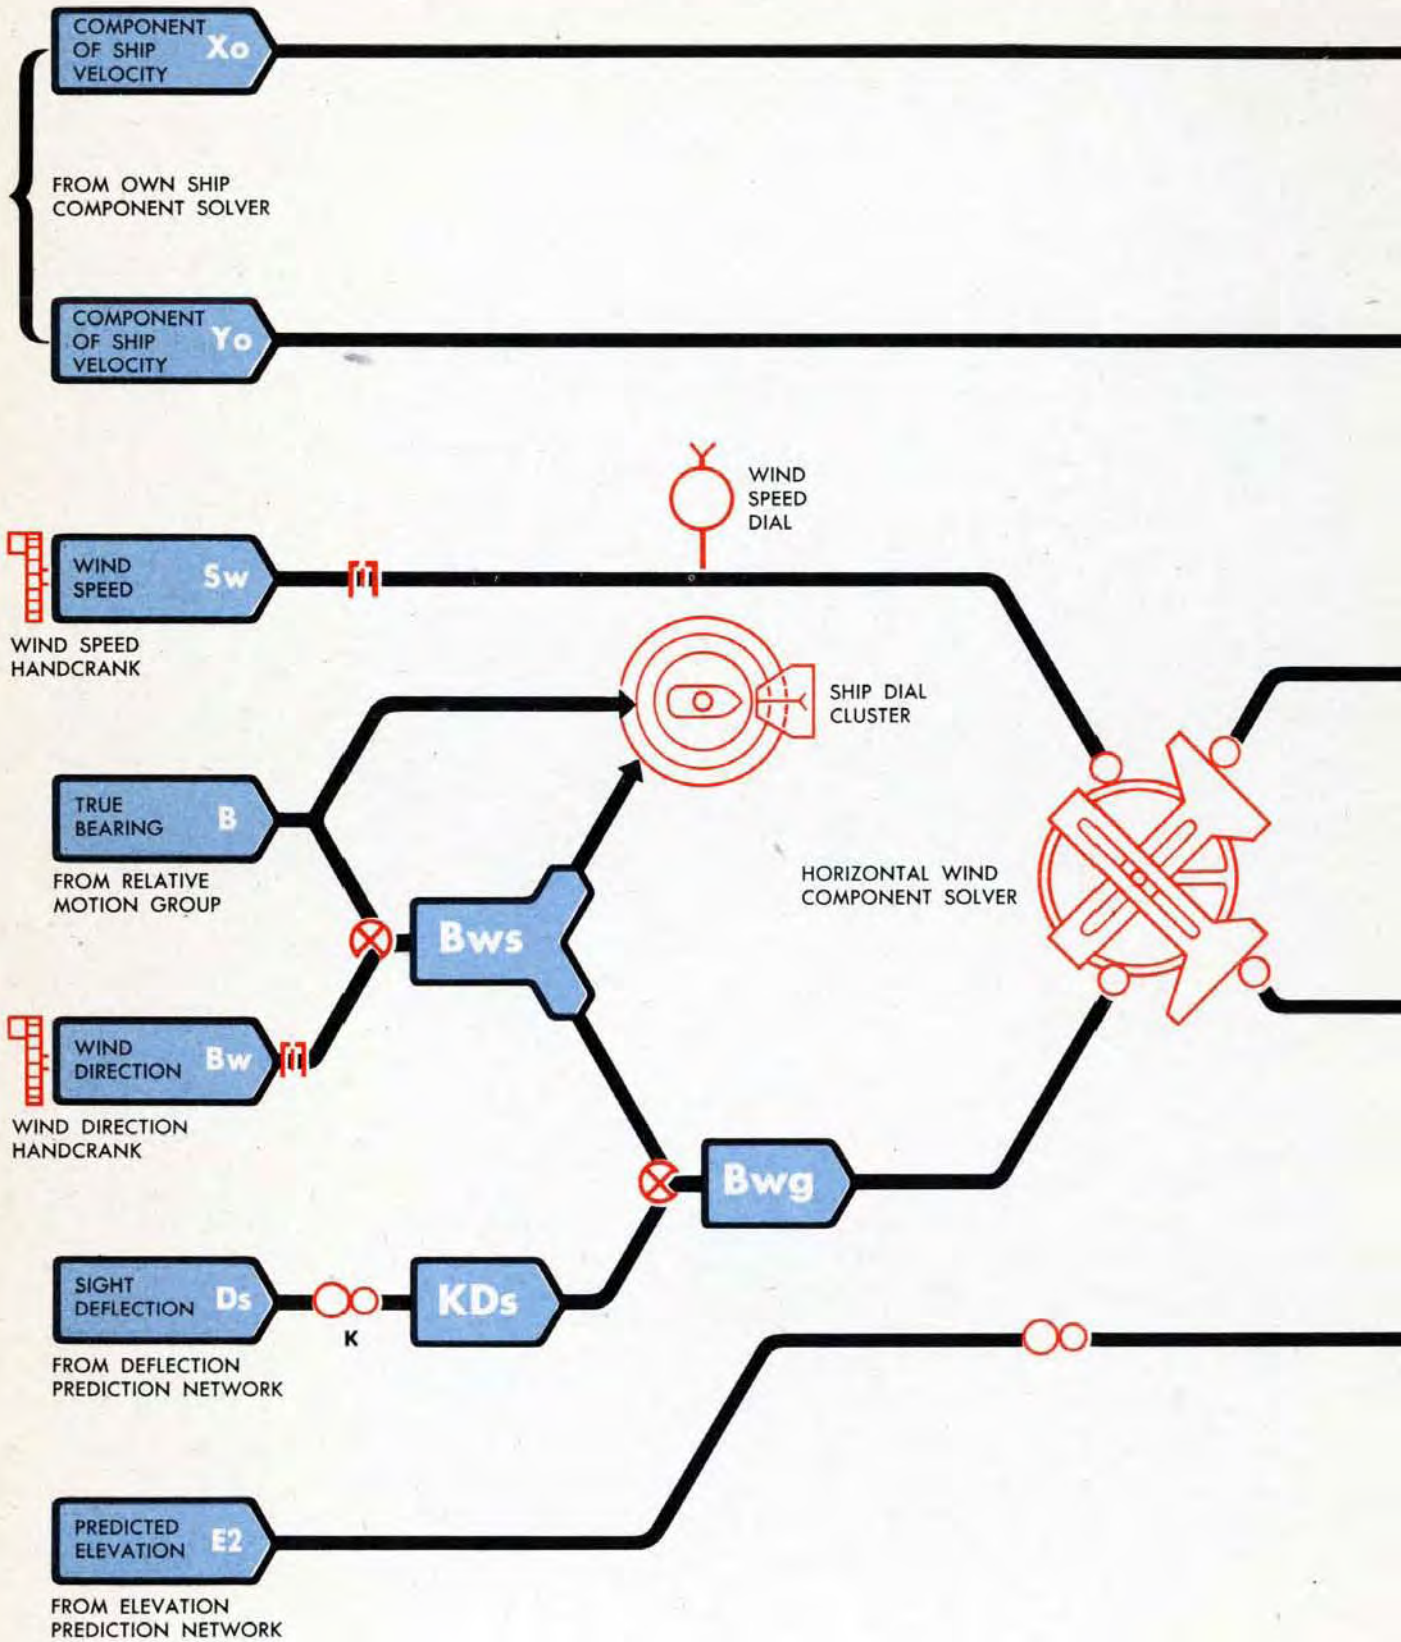 COMPONENT
OF SHIP
VELOCITY
Xo
FROM OWN SHIP
COMPONENT SOLVER
COMPONENT
OF SHIP
VELOCITY
Yo
WIND
SPEED
DIAL
WIND
SPEED
Sw
WIND SPEED
HANDCRANK
SHIP DIAL
CLUSTER
TRUE
BEARING
B
FROM RELATIVE
MOTION GROUP
HORIZONTAL WIND
COMPONENT SOLVER
Bws
WIND
DIRECTION
Bw
WIND DIRECTION
HANDCRANK
Bwg
SIGHT
DEFLECTION
Ds
K
KDs
FROM DEFLECTION
PREDICTION NETWORK
PREDICTED
ELEVATION
E2
FROM ELEVATION
PREDICTION NETWORK